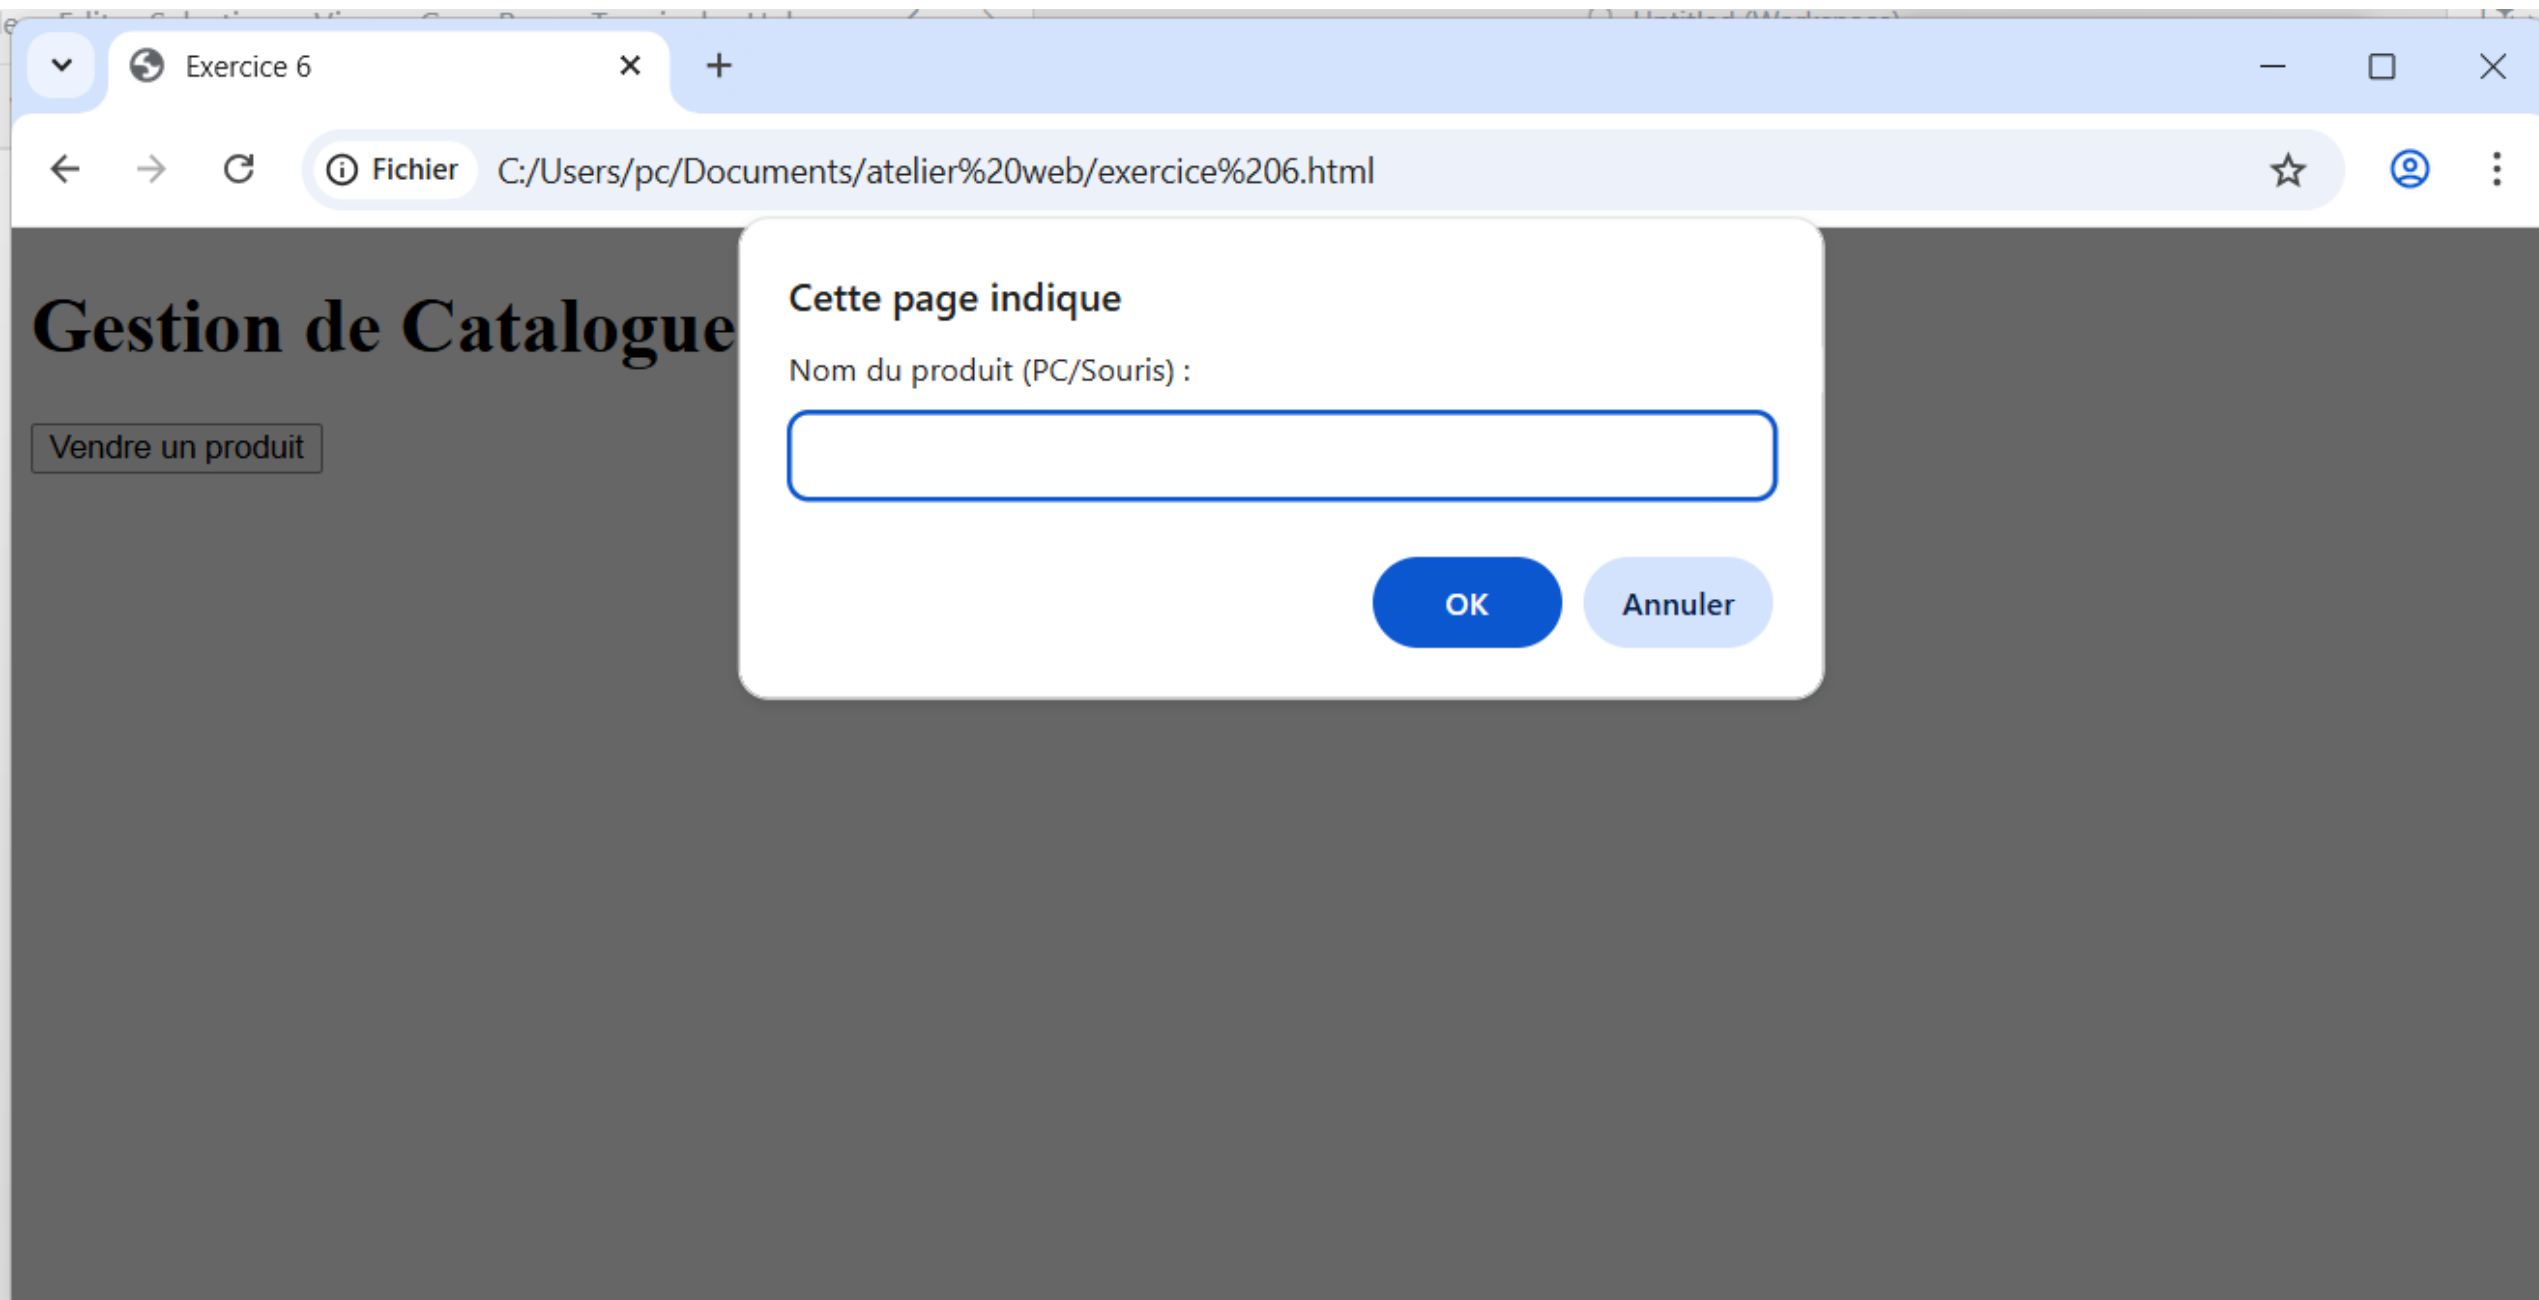 Exercice 6
Fichier
C:/Users/pc/Documents/atelier%20web/exercice%206.html
Cette page indique
Gestion de Catalogue
Nom du produit (PC/Souris) :
Vendre un produit
OK
Annuler